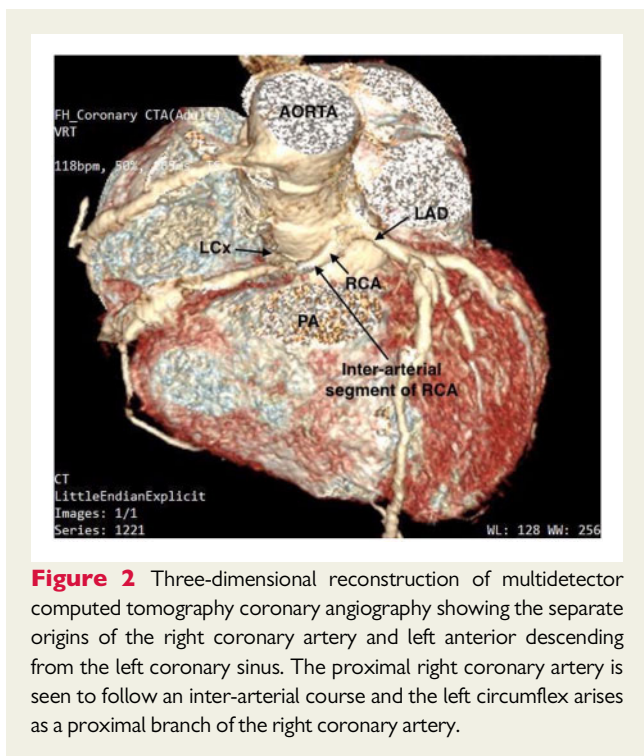 FH_Coronary CTA(Adult)
VRT
AORTA
118bpm, 50%,
LAD
LCx
RCA
PA
Inter-arterial
segment of RCA
CT
LittleEndianExplicit
Images: 1/1
Series: 1221
WL: 128 WW: 256
Figure 2 Three-dimensional reconstruction of multidetector
computed tomography coronary angiography showing the separate
origins of the right coronary artery and left anterior descending
from the left coronary sinus. The proximal right coronary artery is
seen to follow an inter-arterial course and the left circumflex arises
as a proximal branch of the right coronary artery.